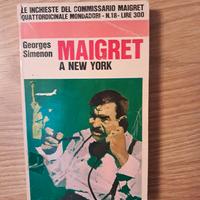 LE INCHIESTE DEL COMMISSARIO MAIGRET
QUATTORDICINALE MONDADORI - N.18 - LIRE 300
Georges
Simenon
MAIGRET
A NEW YORK